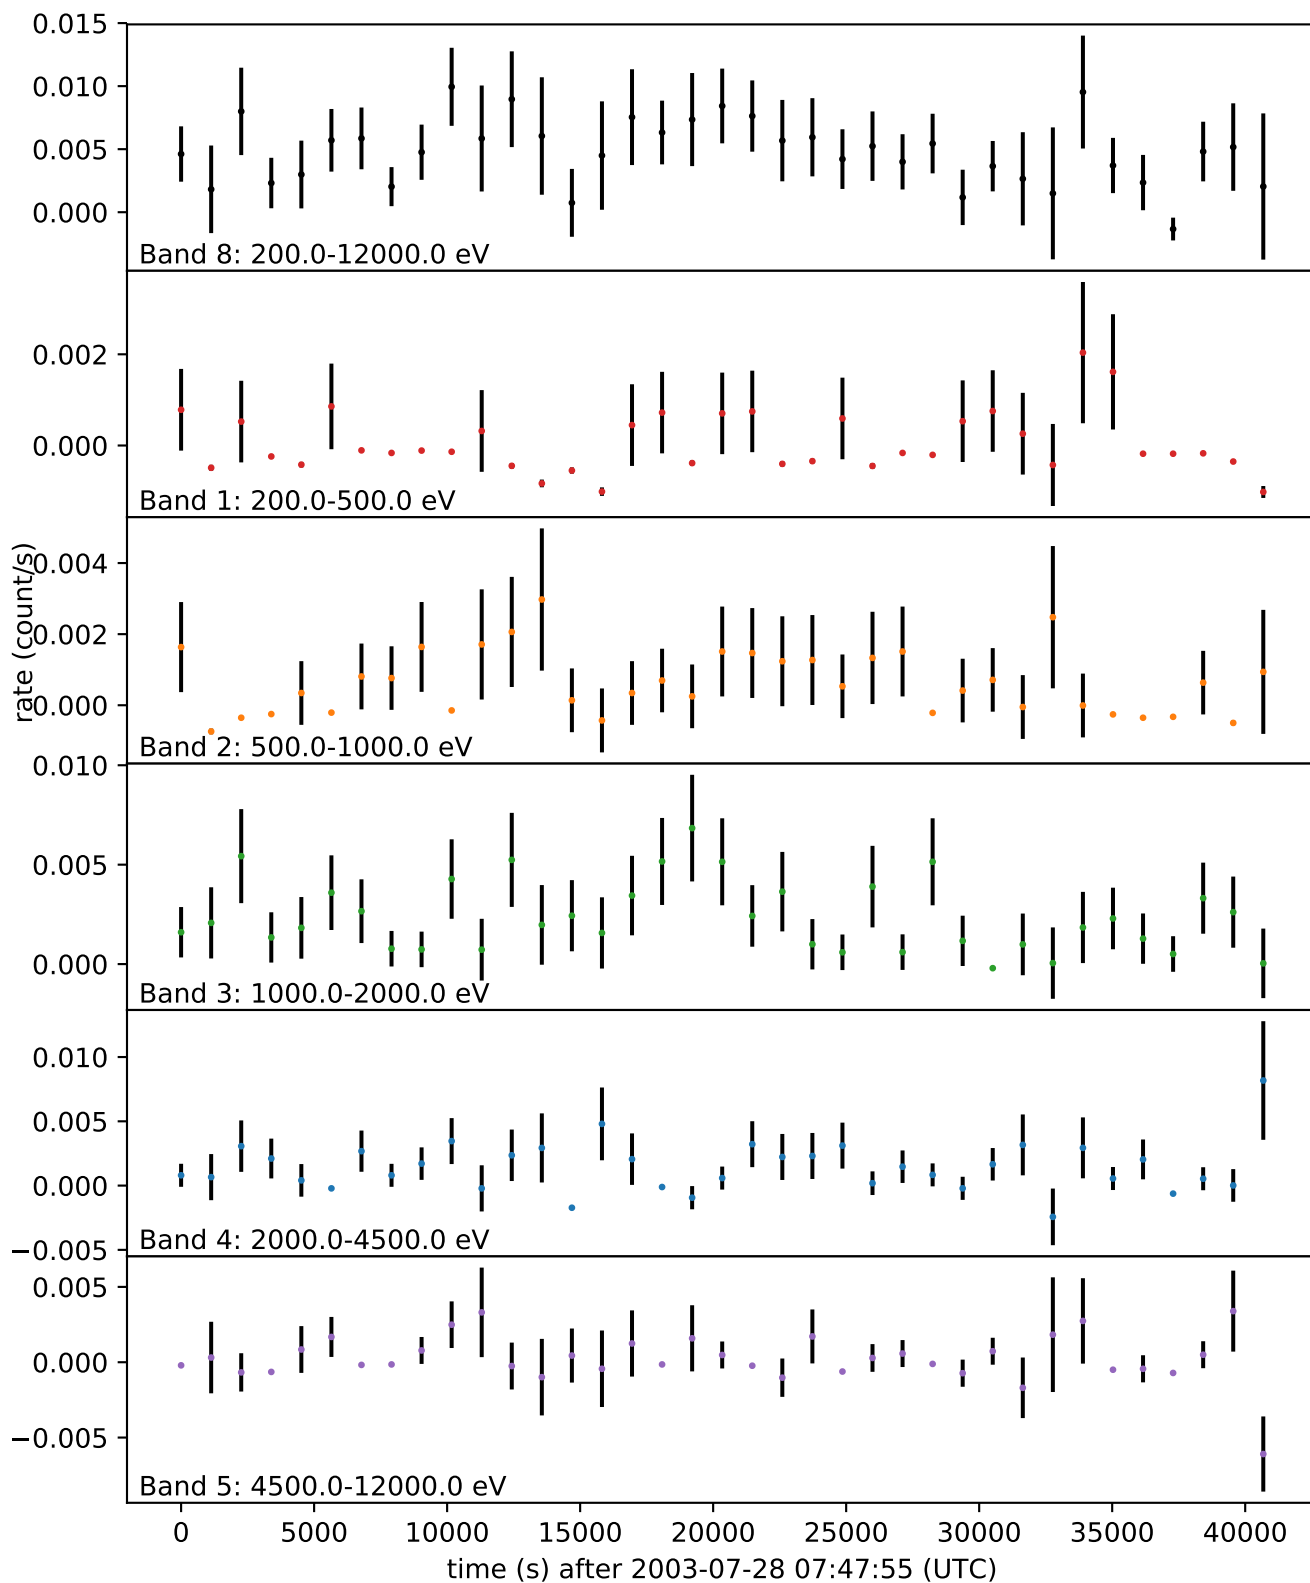 0.015
0.010
0.005
0.000
Band 8: 200.0-12000.0 eV
0.002
0.000
Band 1: 200.0-500.0 eV
rate (count/s)
0.004
0.002
0.000
Band 2: 500.0-1000.0 eV
0.010
0.005
0.000
Band 3: 1000.0-2000.0 eV
0.010
0.005
0.000
−0.005
Band 4: 2000.0-4500.0 eV
0.005
0.000
−0.005
Band 5: 4500.0-12000.0 eV
0 5000 10000 15000 20000 25000 30000 35000 40000
time (s) after 2003-07-28 07:47:55 (UTC)